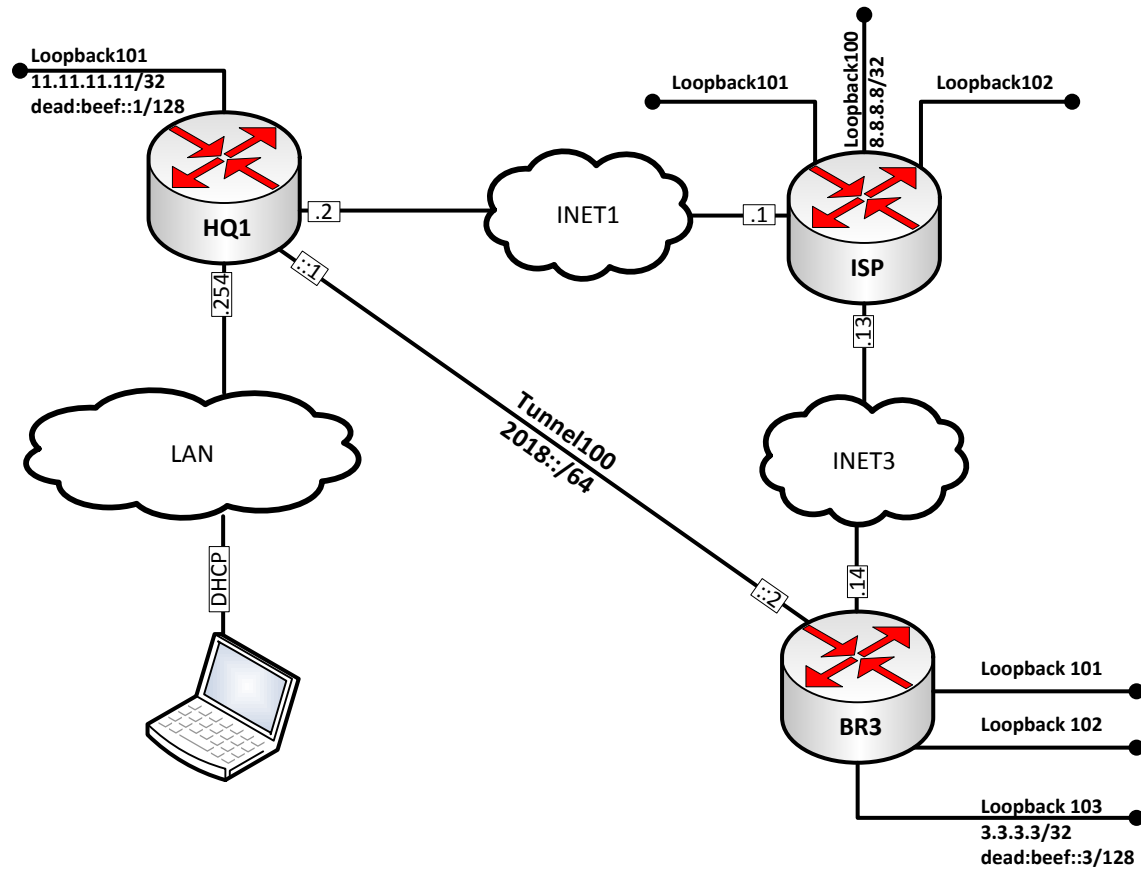 Loopback101
11.11.11.11/32
dead:beef::1/128
HQ1
.2
INET1
.1
Loopback101
Loopback100
8.8.8.8/32
Loopback102
ISP
::1
.254
.13
LAN
Tunnel100
2018::/64
INET3
DHCP
::2
.14
BR3
Loopback 101
Loopback 102
Loopback 103
3.3.3.3/32
dead:beef::3/128